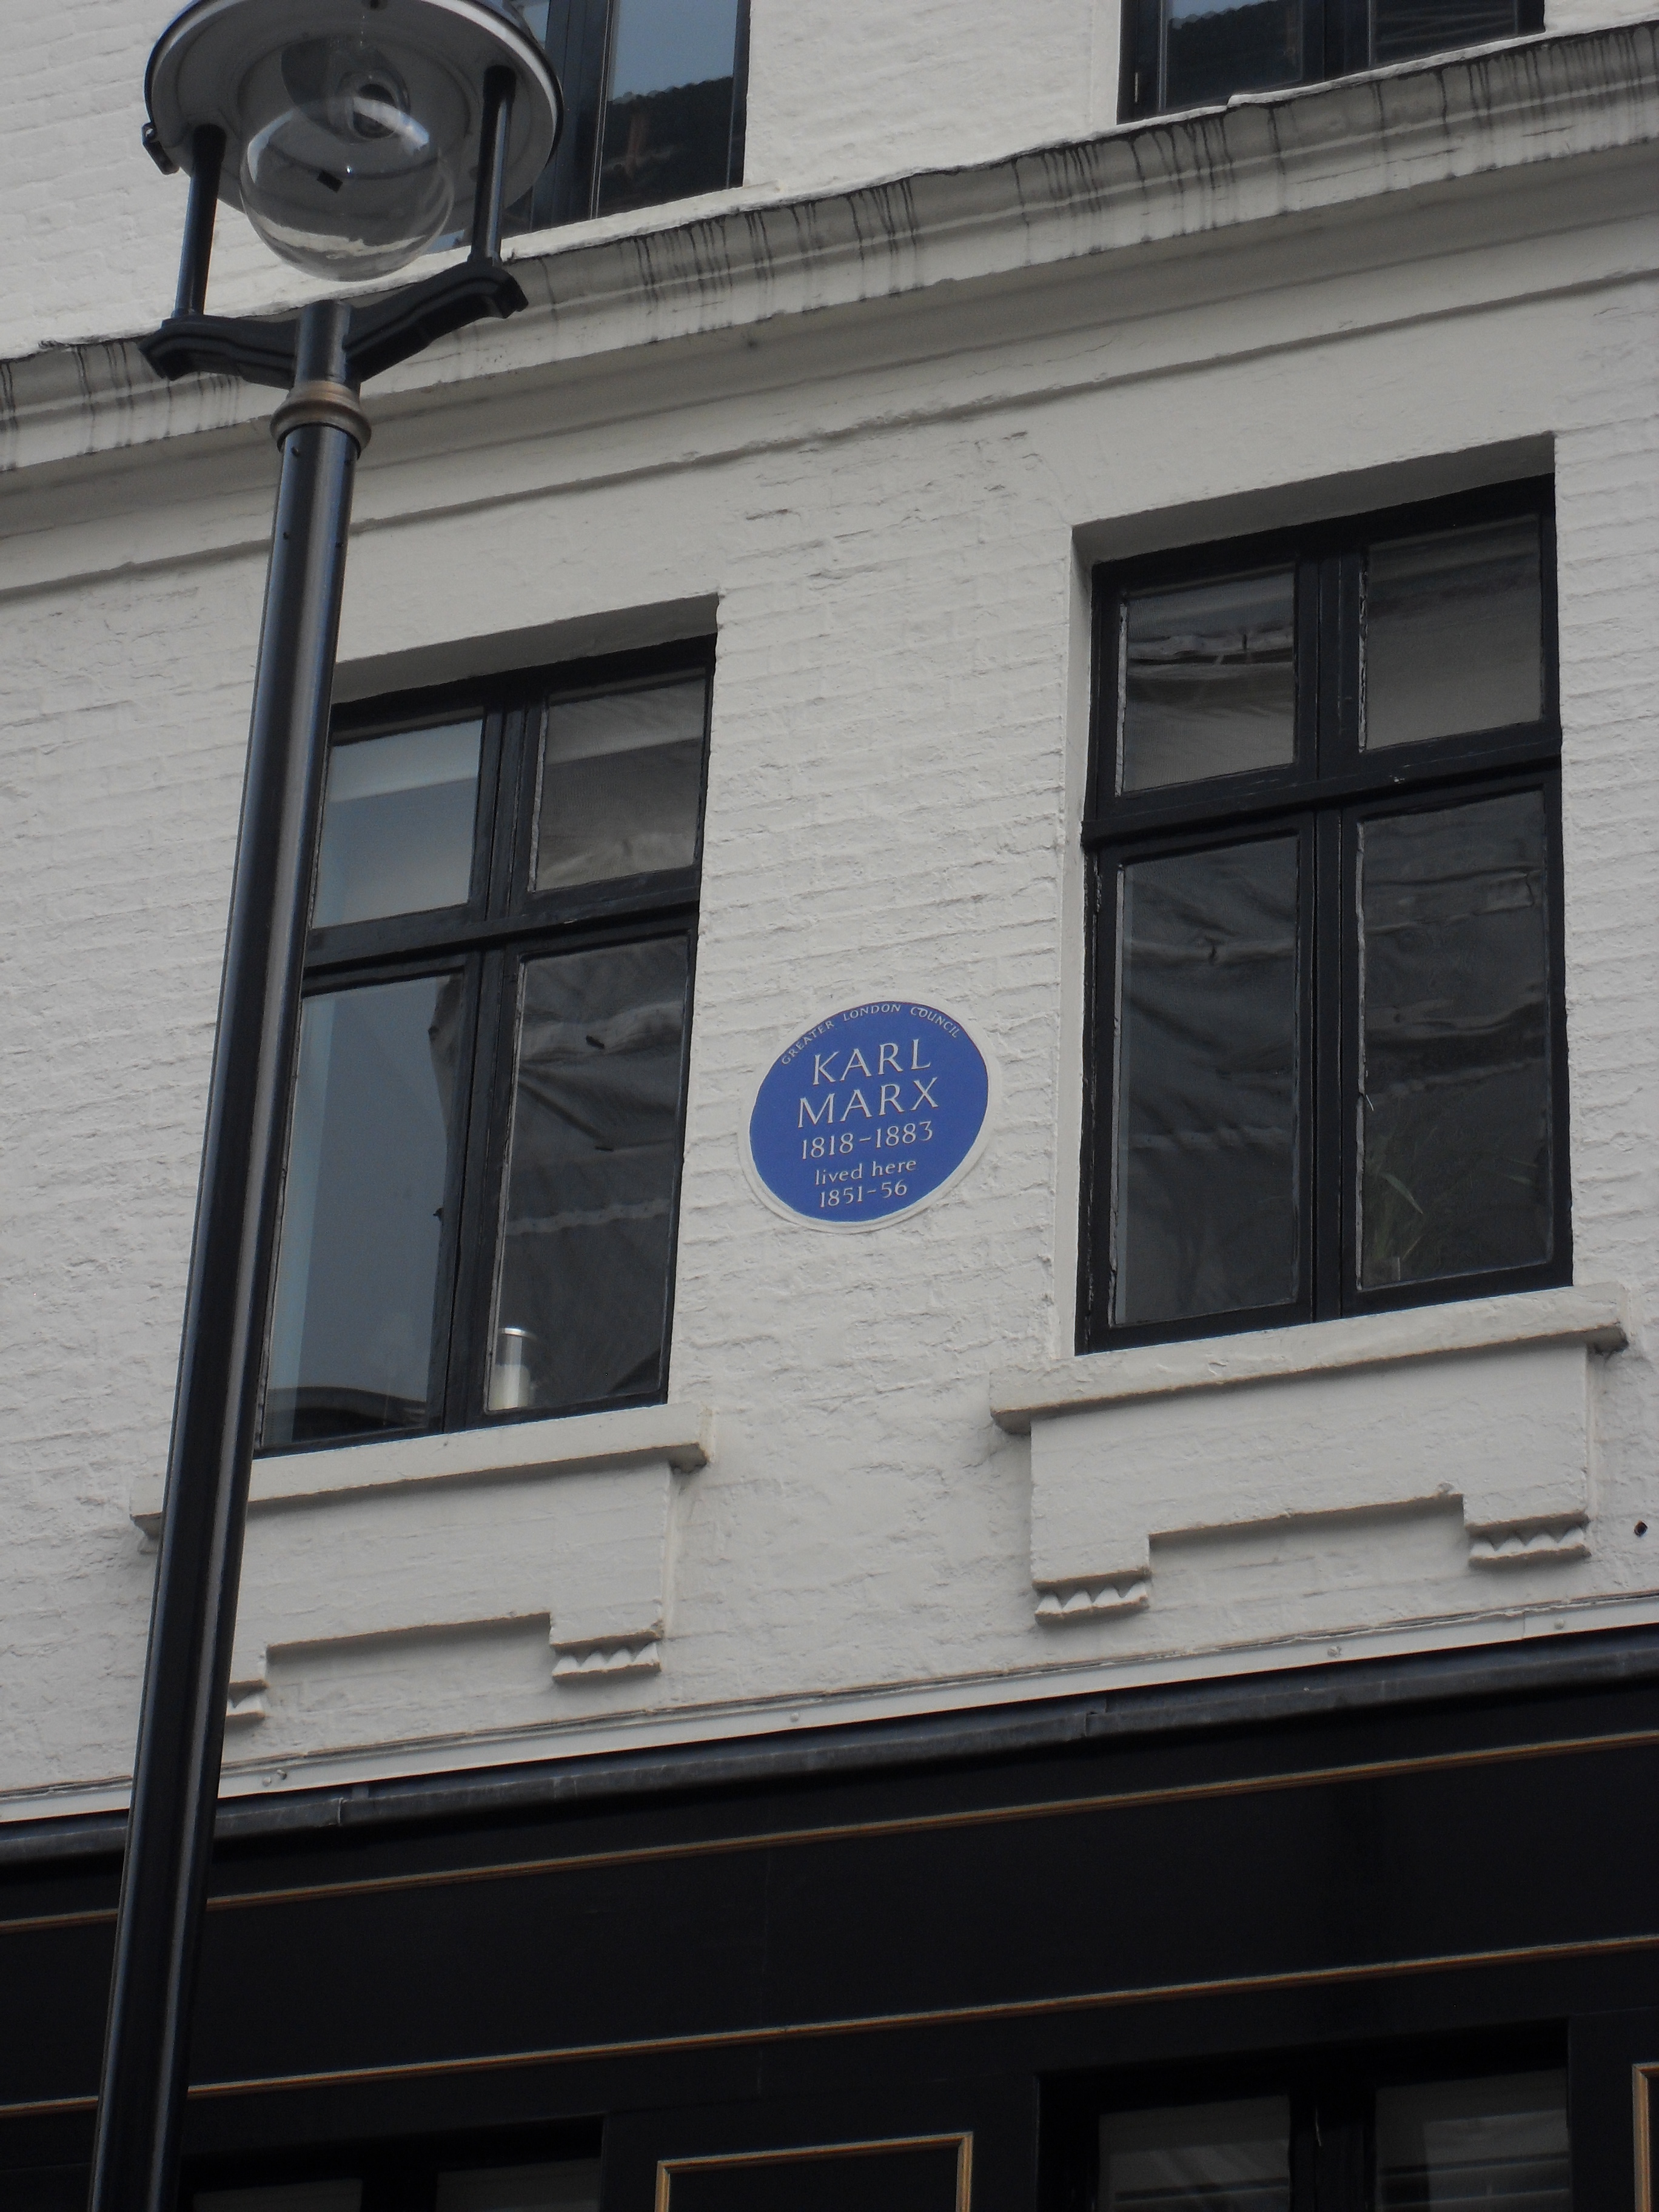 GREATER LONDON COUNCIL
KARL
MARX
1818-1883
lived here
1851-56